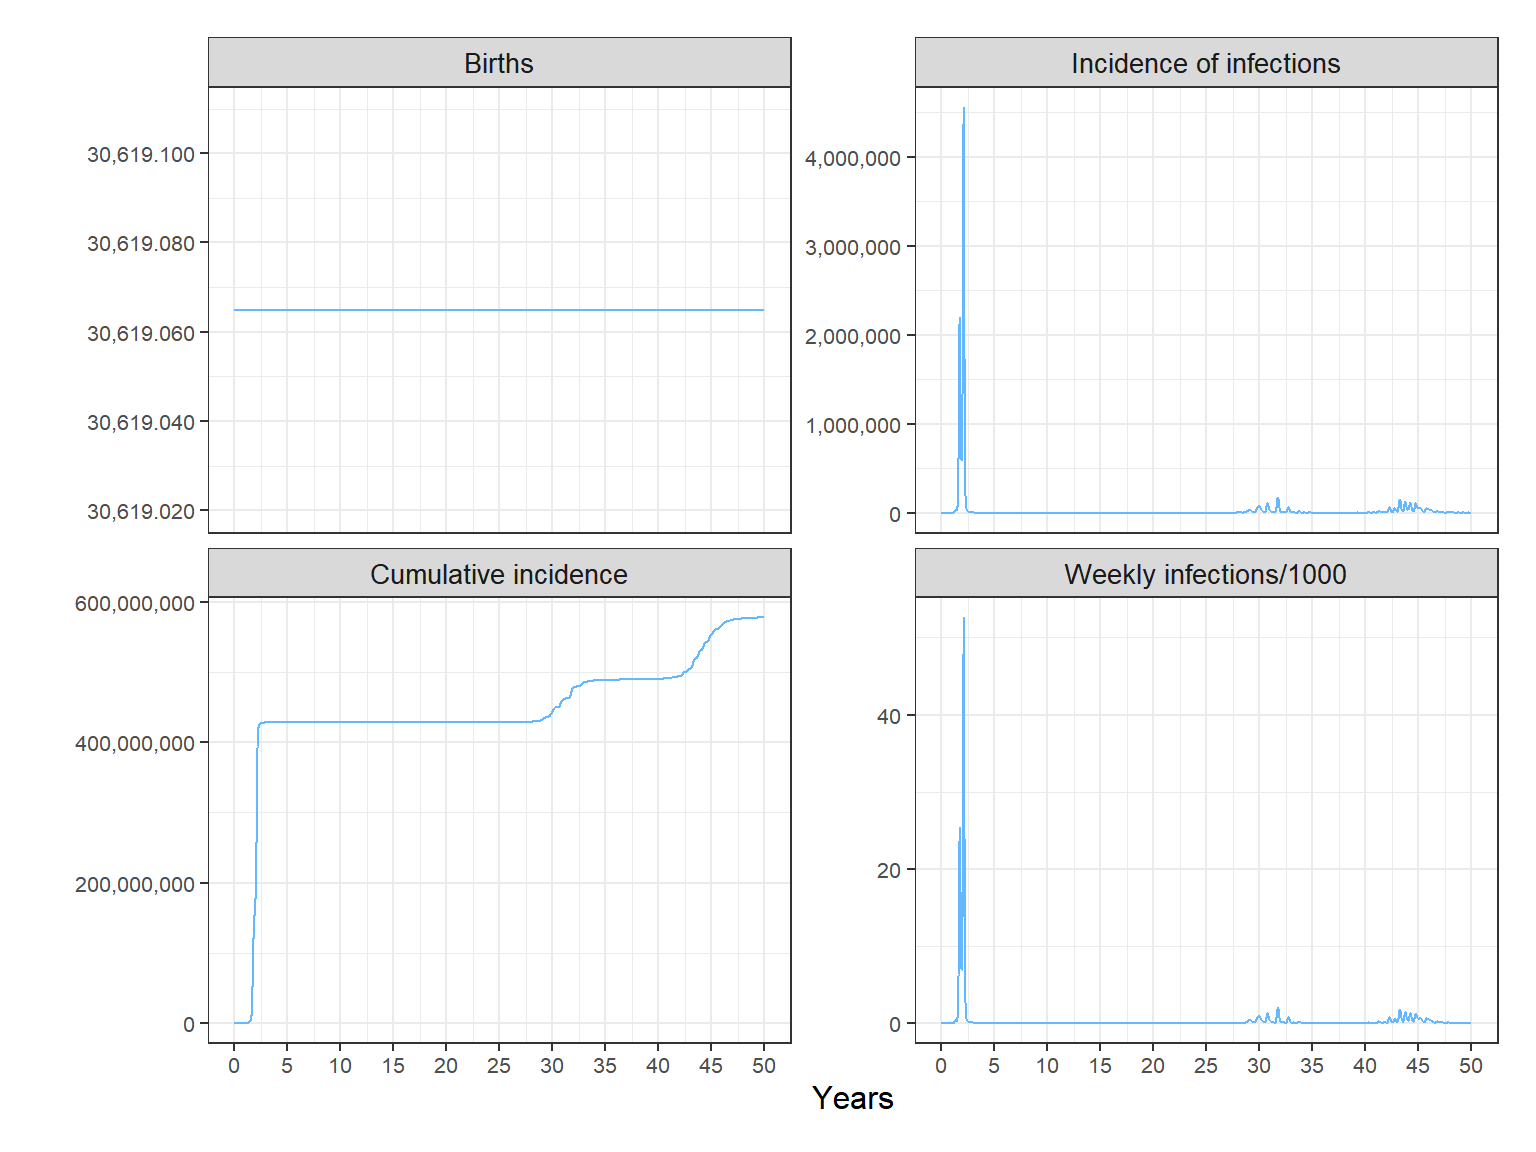 Births
30,619.100
30,619.080
30,619.060
30,619.040
30,619.020
Incidence of infections
4,000,000
3,000,000
2,000,000
1,000,000
0
Cumulative incidence
600,000,000
400,000,000
200,000,000
0
0 5 10 15 20 25 30 35 40 45 50
Weekly infections/1000
40
20
0
0 5 10 15 20 25 30 35 40 45 50
Years